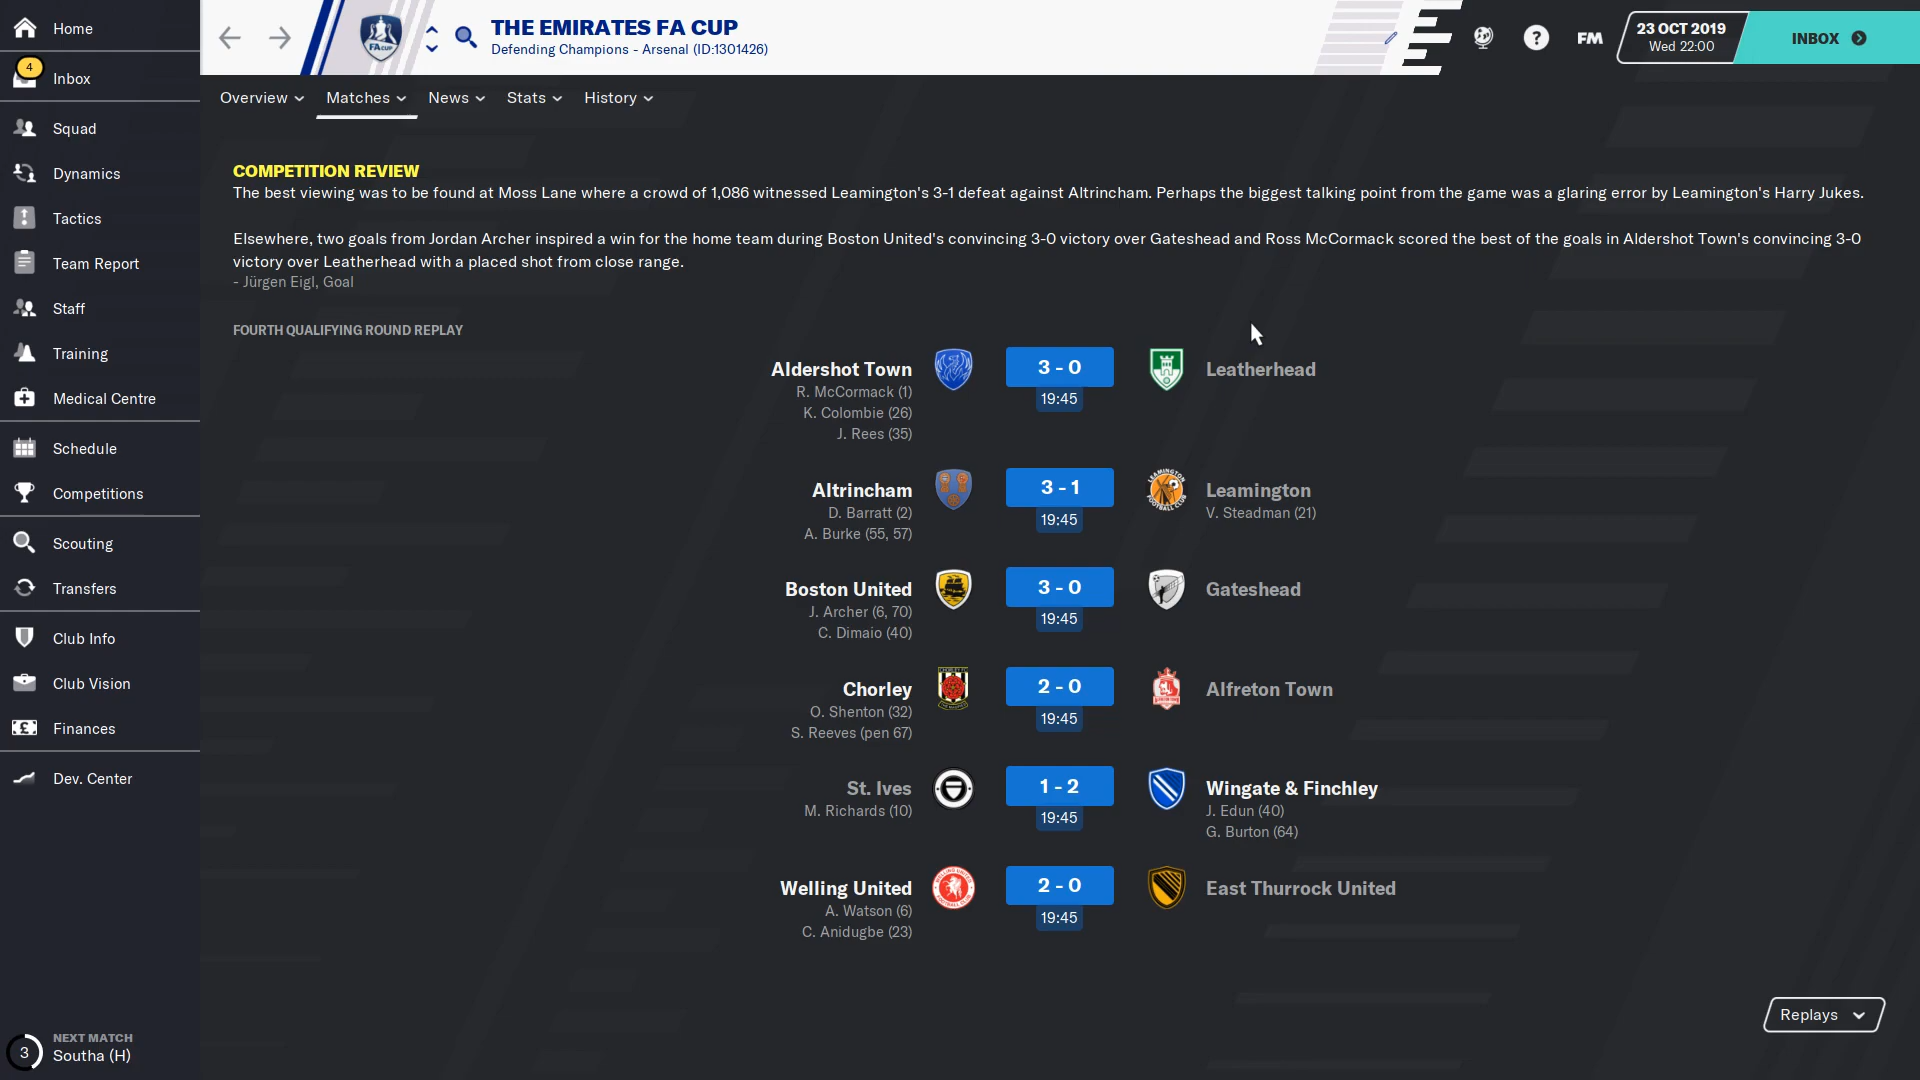 Home
4
Inbox
Squad
Dynamics
Tactics
Team Report
Staff
Training
Medical Centre
Schedule
Competitions
Scouting
Transfers
Club Info
Club Vision
Finances
Dev. Center
NEXT MATCH
3
Southa (H)
FA CUP
THE EMIRATES FA CUP
Defending Champions - Arsenal (ID:1301426)
?
FM
23 OCT 2019
Wed 22:00
INBOX
Overview
Matches
News
Stats
History
COMPETITION REVIEW
The best viewing was to be found at Moss Lane where a crowd of 1,086 witnessed Leamington's 3-1 defeat against Altrincham. Perhaps the biggest talking point from the game was a glaring error by Leamington's Harry Jukes.
Elsewhere, two goals from Jordan Archer inspired a win for the home team during Boston United's convincing 3-0 victory over Gateshead and Ross McCormack scored the best of the goals in Aldershot Town's convincing 3-0
victory over Leatherhead with a placed shot from close range.
- Jürgen Eigl, Goal
FOURTH QUALIFYING ROUND REPLAY
Aldershot Town 3 - 0 Leatherhead
R. McCormack (1) 19:45
K. Colombie (26)
J. Rees (35)
Altrincham 3 - 1 Leamington
D. Barratt (2) 19:45 V. Steadman (21)
A. Burke (55, 57)
Boston United 3 - 0 Gateshead
J. Archer (6, 70) 19:45
C. Dimaio (40)
Chorley 2 - 0 Alfreton Town
O. Shenton (32) 19:45
S. Reeves (pen 67)
St. Ives 1 - 2 Wingate & Finchley
M. Richards (10) 19:45 J. Edun (40)
G. Burton (64)
Welling United 2 - 0 East Thurrock United
A. Watson (6) 19:45
C. Anidugbe (23)
Replays